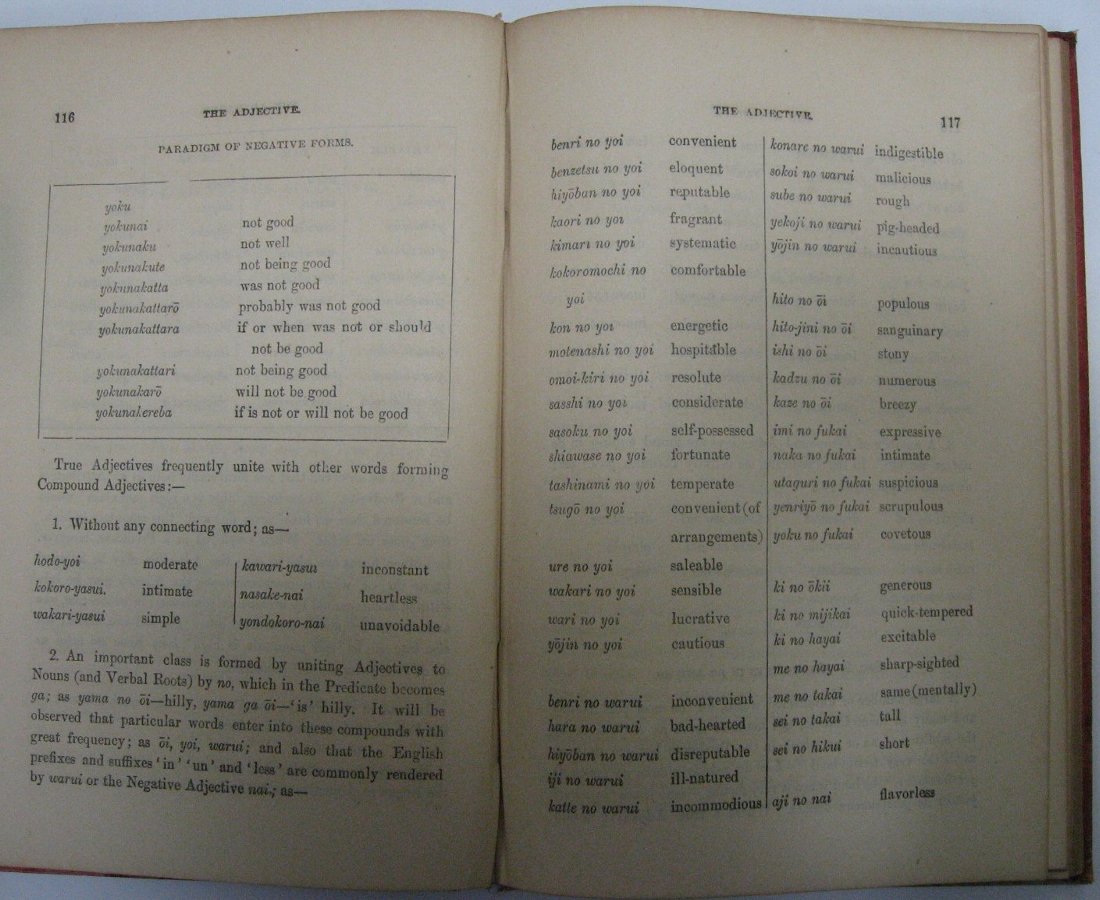 116
THE ADJECTIVE.
PARADIGM OF NEGATIVE FORMS.
yoku
yokunai not good
yokunaku not well
yokunakute not being good
yokunakatta was not good
yokunakattarō probably was not good
yokunakattara if or when was not or should
not be good
yokunakattari not being good
yokunakarō will not be good
yokunakereba if is not or will not be good
True Adjectives frequently unite with other words forming
Compound Adjectives:—
1. Without any connecting word; as—
hodo-yoi moderate kawari-yasui inconstant
kokoro-yasui. intimate nasake-nai heartless
wakari-yasui simple yondokoro-nai unavoidable
2. An important class is formed by uniting Adjectives to
Nouns (and Verbal Roots) by no, which in the Predicate becomes
ga; as yama no ōi—hilly, yama ga ōi—'is' hilly. It will be
observed that particular words enter into these compounds with
great frequency; as ōi, yoi, warui; and also that the English
prefixes and suffixes 'in' 'un' and 'less' are commonly rendered
by warui or the Negative Adjective nai.; as—
THE ADJECTIVE.
117
benri no yoi convenient
benzetsu no yoi eloquent
hiyōban no yoi reputable
kaori no yoi fragrant
kimari no yoi systematic
kokoromochi no comfortable
yoi
kon no yoi energetic
motenashi no yoi hospitable
omoi-kiri no yoi resolute
sasshi no yoi considerate
sasoku no yoi self-possessed
shiawase no yoi fortunate
tashinami no yoi temperate
tsugō no yoi convenient (of
arrangements)
ure no yoi saleable
wakari no yoi sensible
wari no yoi lucrative
yōjin no yoi cautious
benri no warui inconvenient
hara no warui bad-hearted
hiyōban no warui disreputable
iji no warui ill-natured
katte no warui incommodious
konare no warui indigestible
sokoi no warui malicious
sube no warui rough
yekoji no warui pig-headed
yōjin no warui incautious
hito no ōi populous
hito-jini no ōi sanguinary
ishi no ōi stony
kadzu no ōi numerous
kaze no ōi breezy
imi no fukai expressive
naka no fukai intimate
utaguri no fukai suspicious
yenriyō no fukai scrupulous
yoku no fukai covetous
ki no ōkii generous
ki no mijikai quick-tempered
ki no hayai excitable
me no hayai sharp-sighted
me no takai same (mentally)
sei no takai tall
sei no hikui short
aji no nai flavorless